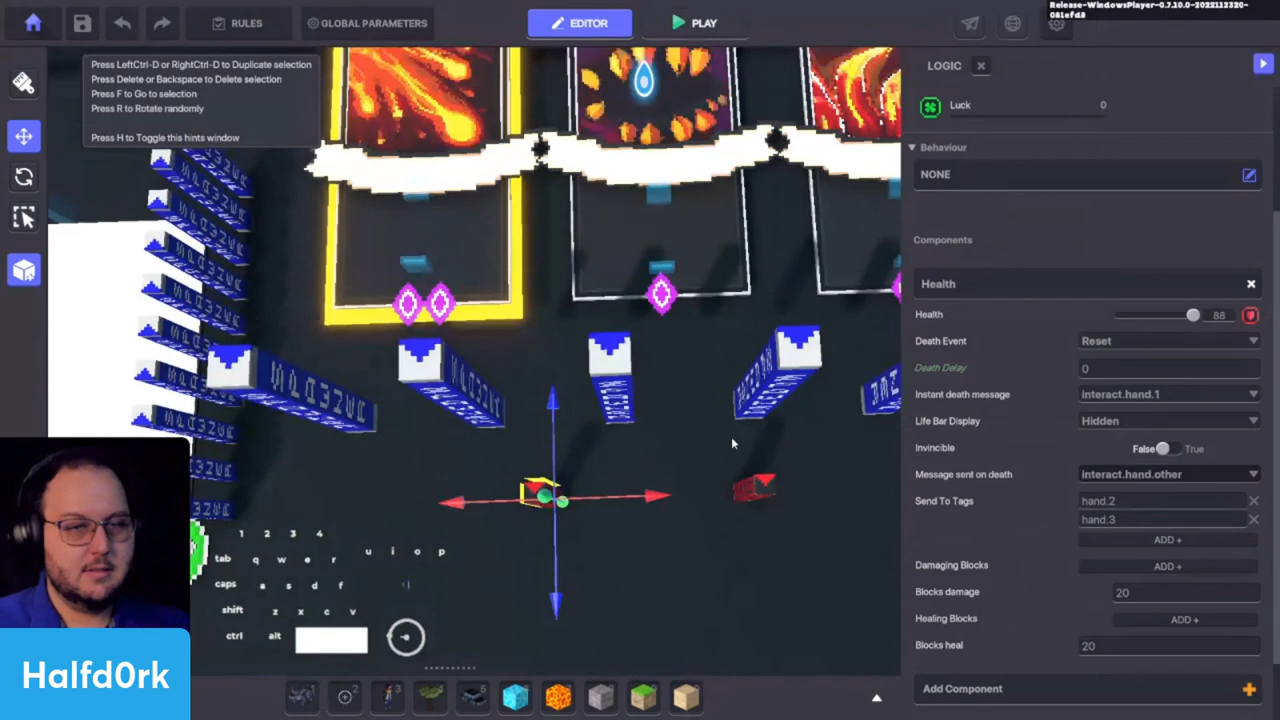 Release-WindowsPlayer-0.7.10.0-2022112320-
081efd8
RULES
GLOBAL PARAMETERS
EDITOR
PLAY
Press LeftCtrl-D or RightCtrl-D to Duplicate selection
Press Delete or Backspace to Delete selection
Press F to Go to selection
Press R to Rotate randomly
Press H to Toggle this hints window
LOGIC
Luck
0
Behaviour
NONE
Components
Health
Health
88
Death Event
Reset
Death Delay
0
Instant death message
interact.hand.1
Life Bar Display
Hidden
Invincible
False
True
Message sent on death
interact.hand.other
Send To Tags
hand.2
hand.3
ADD +
Damaging Blocks
ADD +
Blocks damage
20
Healing Blocks
ADD +
Blocks heal
20
Add Component
1 2 3 4
tab q w e r u i o p
caps a s d f
shift z x c v
ctrl alt
2
3
5
Halfd0rk